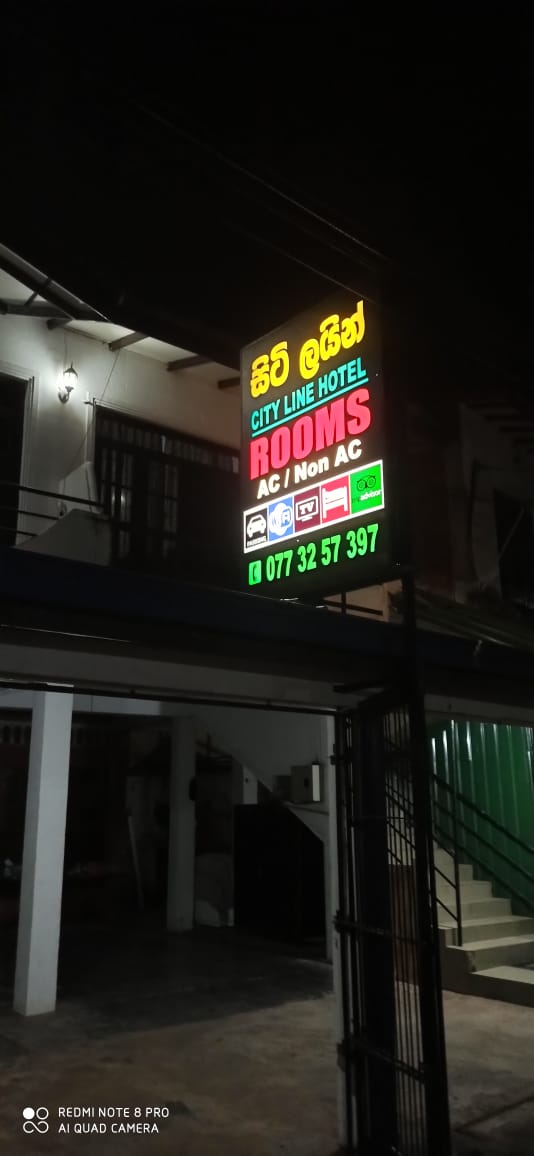 සිටි ලයින්
CITY LINE HOTEL
ROOMS
AC / Non AC
TV
077 32 57 397
REDMI NOTE 8 PRO
AI QUAD CAMERA